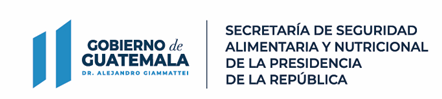 GOBIERNO de
GUATEMALA
DR. ALEJANDRO GIAMMATTEI
SECRETARÍA DE SEGURIDAD
ALIMENTARIA Y NUTRICIONAL
DE LA PRESIDENCIA
DE LA REPÚBLICA